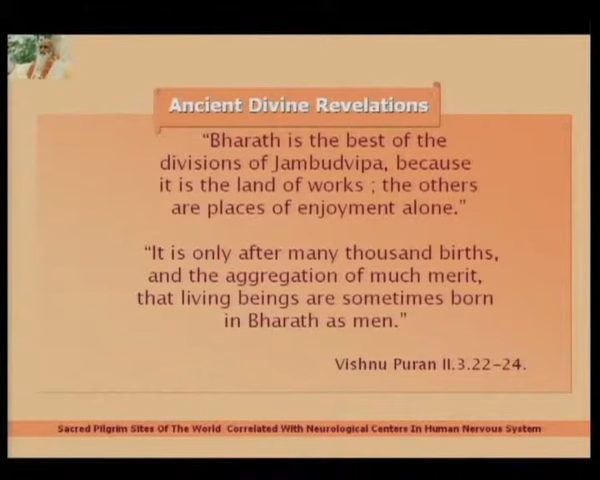 Ancient Divine Revelations
“Bharath is the best of the
divisions of Jambudvipa, because
it is the land of works ; the others
are places of enjoyment alone.”
“It is only after many thousand births,
and the aggregation of much merit,
that living beings are sometimes born
in Bharath as men.”
Vishnu Puran II.3.22-24.
Sacred Pilgrim Sites Of The World Correlated With Neurological Centers In Human Nervous System